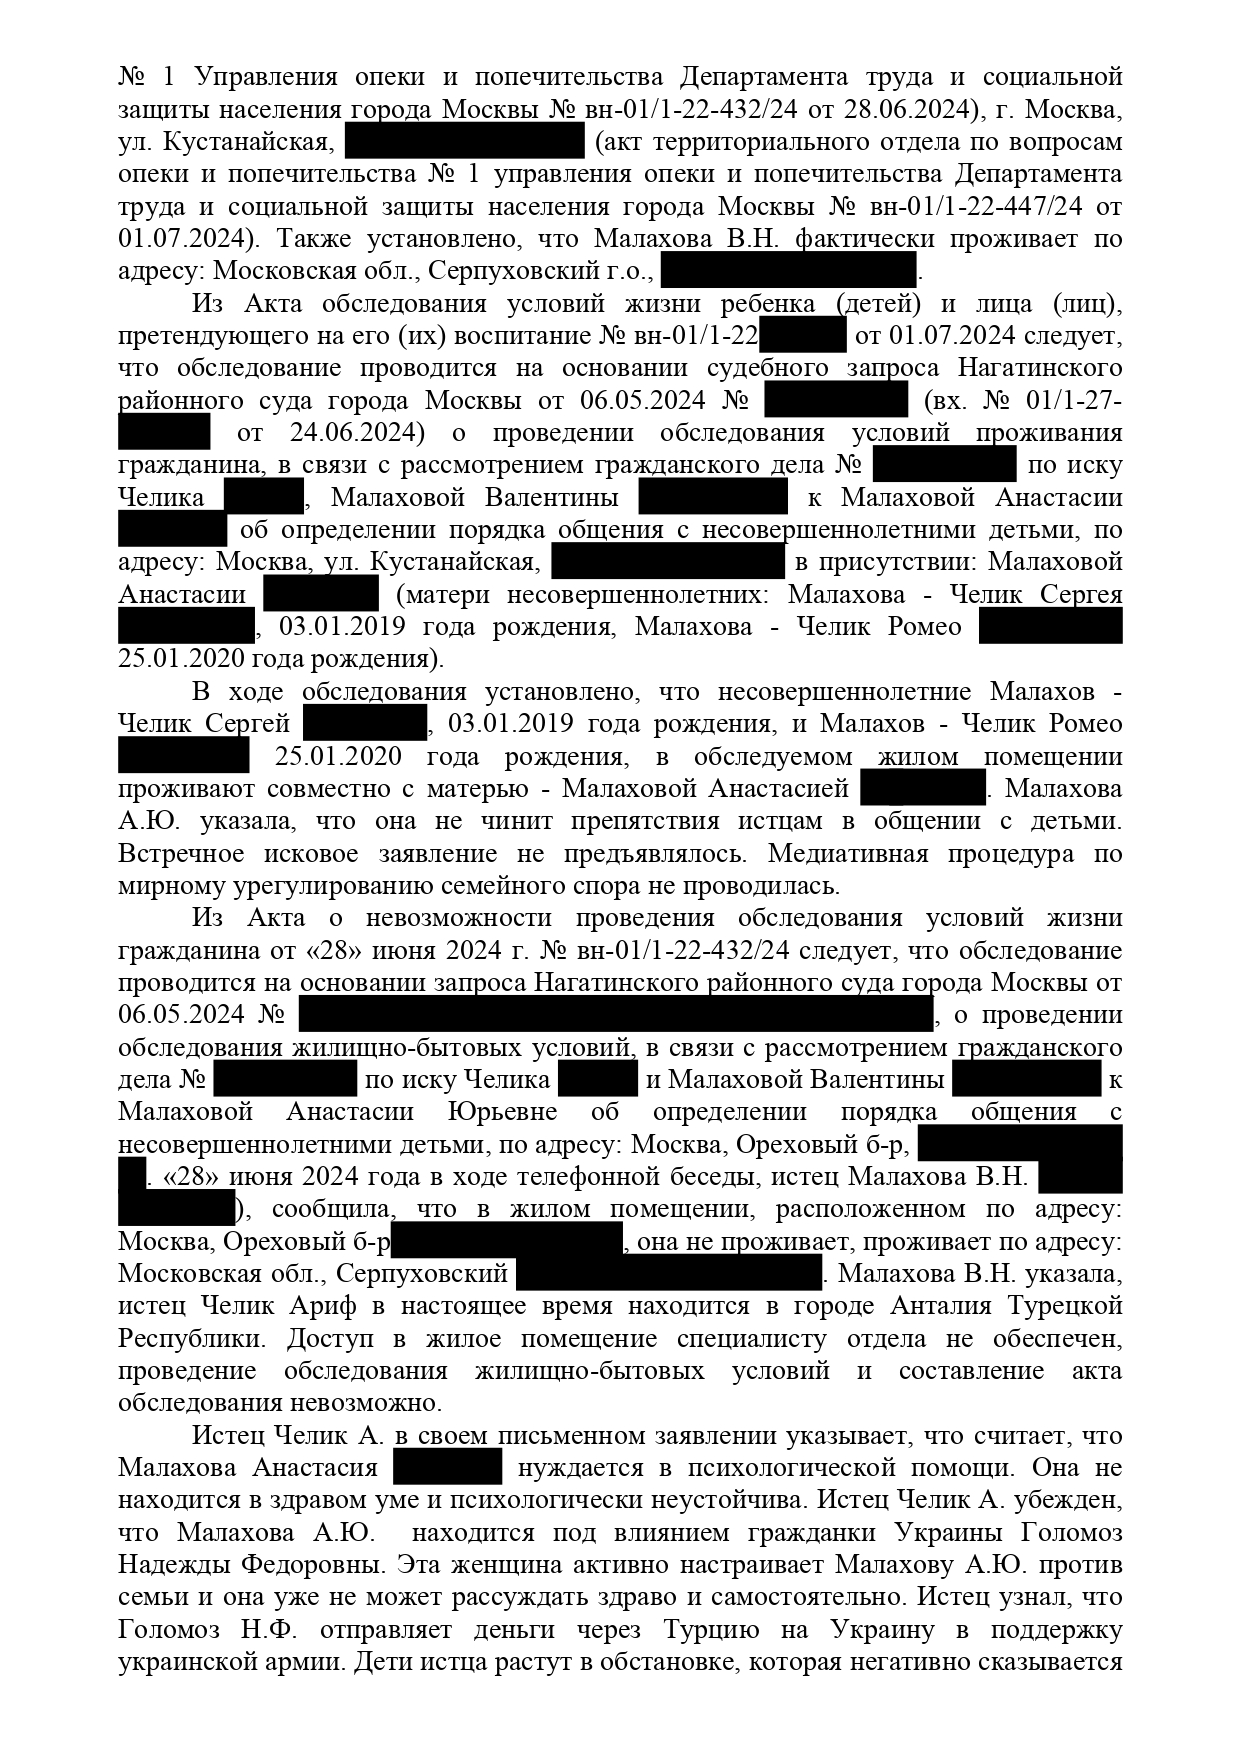 № 1 Управления опеки и попечительства Департамента труда и социальной
защиты населения города Москвы № вн-01/1-22-432/24 от 28.06.2024), г. Москва,
ул. Кустанайская, (акт территориального отдела по вопросам
опеки и попечительства № 1 управления опеки и попечительства Департамента
труда и социальной защиты населения города Москвы № вн-01/1-22-447/24 от
01.07.2024). Также установлено, что Малахова В.Н. фактически проживает по
адресу: Московская обл., Серпуховский г.о., .
Из Акта обследования условий жизни ребенка (детей) и лица (лиц),
претендующего на его (их) воспитание № вн-01/1-22 от 01.07.2024 следует,
что обследование проводится на основании судебного запроса Нагатинского
районного суда города Москвы от 06.05.2024 № (вх. № 01/1-27-
от 24.06.2024) о проведении обследования условий проживания
гражданина, в связи с рассмотрением гражданского дела № по иску
Челика , Малаховой Валентины к Малаховой Анастасии
об определении порядка общения с несовершеннолетними детьми, по
адресу: Москва, ул. Кустанайская, в присутствии: Малаховой
Анастасии (матери несовершеннолетних: Малахова - Челик Сергея
, 03.01.2019 года рождения, Малахова - Челик Ромео
25.01.2020 года рождения).
В ходе обследования установлено, что несовершеннолетние Малахов -
Челик Сергей , 03.01.2019 года рождения, и Малахов - Челик Ромео
25.01.2020 года рождения, в обследуемом жилом помещении
проживают совместно с матерью - Малаховой Анастасией . Малахова
А.Ю. указала, что она не чинит препятствия истцам в общении с детьми.
Встречное исковое заявление не предъявлялось. Медиативная процедура по
мирному урегулированию семейного спора не проводилась.
Из Акта о невозможности проведения обследования условий жизни
гражданина от «28» июня 2024 г. № вн-01/1-22-432/24 следует, что обследование
проводится на основании запроса Нагатинского районного суда города Москвы от
06.05.2024 № , о проведении
обследования жилищно-бытовых условий, в связи с рассмотрением гражданского
дела № по иску Челика и Малаховой Валентины к
Малаховой Анастасии Юрьевне об определении порядка общения с
несовершеннолетними детьми, по адресу: Москва, Ореховый б-р,
. «28» июня 2024 года в ходе телефонной беседы, истец Малахова В.Н.
), сообщила, что в жилом помещении, расположенном по адресу:
Москва, Ореховый б-р , она не проживает, проживает по адресу:
Московская обл., Серпуховский . Малахова В.Н. указала,
истец Челик Ариф в настоящее время находится в городе Анталия Турецкой
Республики. Доступ в жилое помещение специалисту отдела не обеспечен,
проведение обследования жилищно-бытовых условий и составление акта
обследования невозможно.
Истец Челик А. в своем письменном заявлении указывает, что считает, что
Малахова Анастасия нуждается в психологической помощи. Она не
находится в здравом уме и психологически неустойчива. Истец Челик А. убежден,
что Малахова А.Ю. находится под влиянием гражданки Украины Голомоз
Надежды Федоровны. Эта женщина активно настраивает Малахову А.Ю. против
семьи и она уже не может рассуждать здраво и самостоятельно. Истец узнал, что
Голомоз Н.Ф. отправляет деньги через Турцию на Украину в поддержку
украинской армии. Дети истца растут в обстановке, которая негативно сказывается